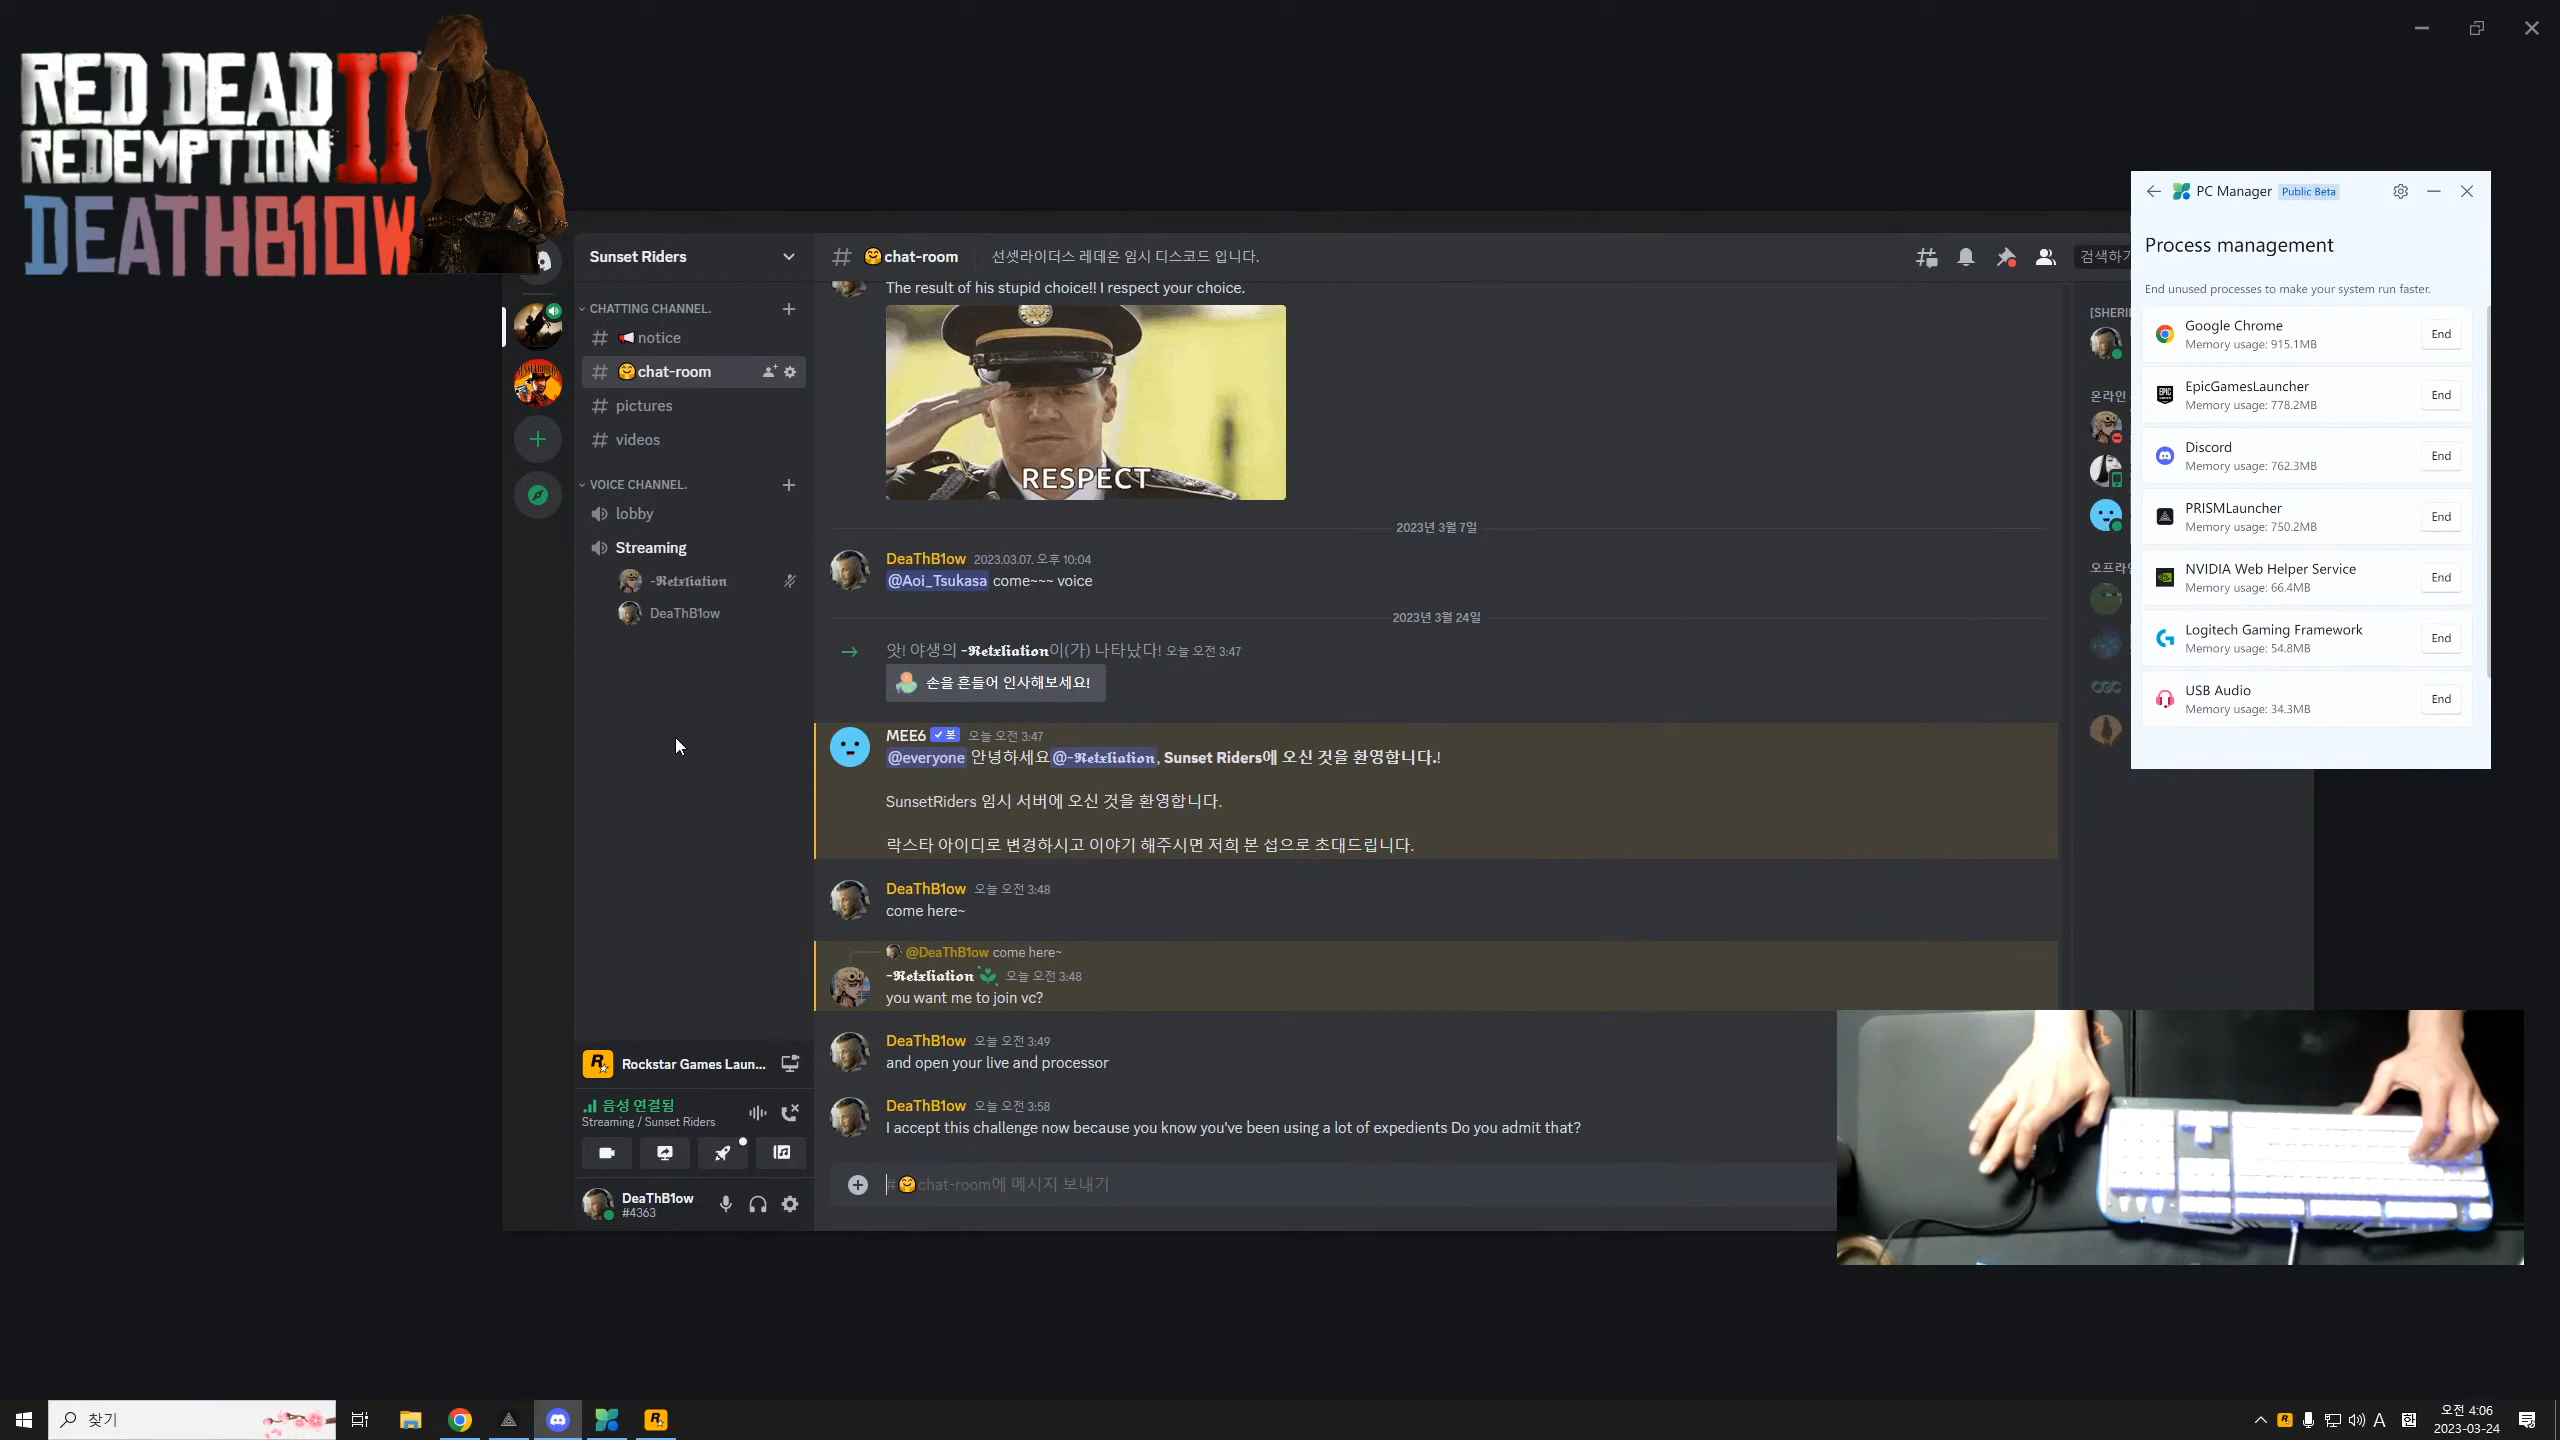 RED DEAD
REDEMPTION II
DEATHB10W
Sunset Riders
🤗chat-room
선셋라이더스 레데온 임시 디스코드 입니다.
검색하기
CHATTING CHANNEL.
notice
🤗chat-room
pictures
videos
VOICE CHANNEL.
lobby
Streaming
-𝕽𝖊𝖙𝖝𝖑𝖎𝖆𝖙𝖎𝖔𝖓
DeaThB1ow
The result of his stupid choice!! I respect your choice.
RESPECT
2023년 3월 7일
DeaThB1ow 2023.03.07. 오후 10:04
@Aoi_Tsukasa come~~~ voice
2023년 3월 24일
앗! 야생의 -𝕽𝖊𝖙𝖝𝖑𝖎𝖆𝖙𝖎𝖔𝖓이(가) 나타났다! 오늘 오전 3:47
손을 흔들어 인사해보세요!
MEE6 ✓ 봇 오늘 오전 3:47
@everyone 안녕하세요@-𝕽𝖊𝖙𝖝𝖑𝖎𝖆𝖙𝖎𝖔𝖓, Sunset Riders에 오신 것을 환영합니다.!
SunsetRiders 임시 서버에 오신 것을 환영합니다.
락스타 아이디로 변경하시고 이야기 해주시면 저희 본 섭으로 초대드립니다.
DeaThB1ow 오늘 오전 3:48
come here~
@DeaThB1ow come here~
-𝕽𝖊𝖙𝖝𝖑𝖎𝖆𝖙𝖎𝖔𝖓 오늘 오전 3:48
you want me to join vc?
DeaThB1ow 오늘 오전 3:49
and open your live and processor
DeaThB1ow 오늘 오전 3:58
I accept this challenge now because you know you've been using a lot of expedients Do you admit that?
#🤗chat-room에 메시지 보내기
Rockstar Games Laun...
음성 연결됨
Streaming / Sunset Riders
DeaThB1ow
#4363
[SHERI
온라인
오프라인
PC Manager Public Beta
Process management
End unused processes to make your system run faster.
Google Chrome
Memory usage: 915.1MB
End
EpicGamesLauncher
Memory usage: 778.2MB
End
Discord
Memory usage: 762.3MB
End
PRISMLauncher
Memory usage: 750.2MB
End
NVIDIA Web Helper Service
Memory usage: 66.4MB
End
Logitech Gaming Framework
Memory usage: 54.8MB
End
USB Audio
Memory usage: 34.3MB
End
찾기
A
한
오전 4:06
2023-03-24